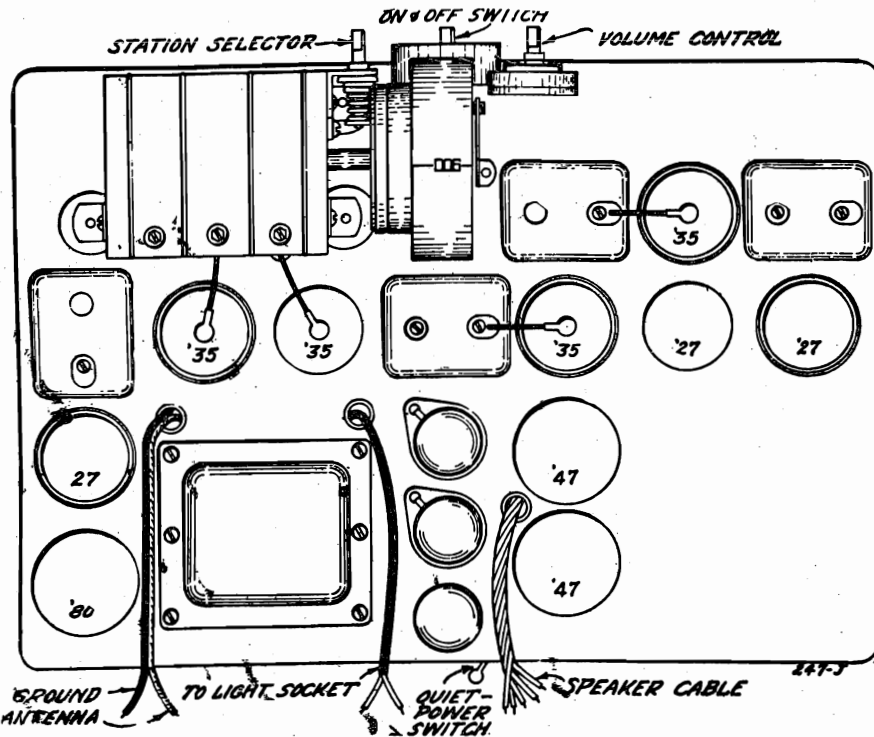 ON & OFF SWITCH
STATION SELECTOR
VOLUME CONTROL
'35
'35
'35
'35
'27
'27
27
'47
'80
'47
247-J
GROUND
ANTENNA
TO LIGHT SOCKET
QUIET-
POWER
SWITCH
SPEAKER CABLE